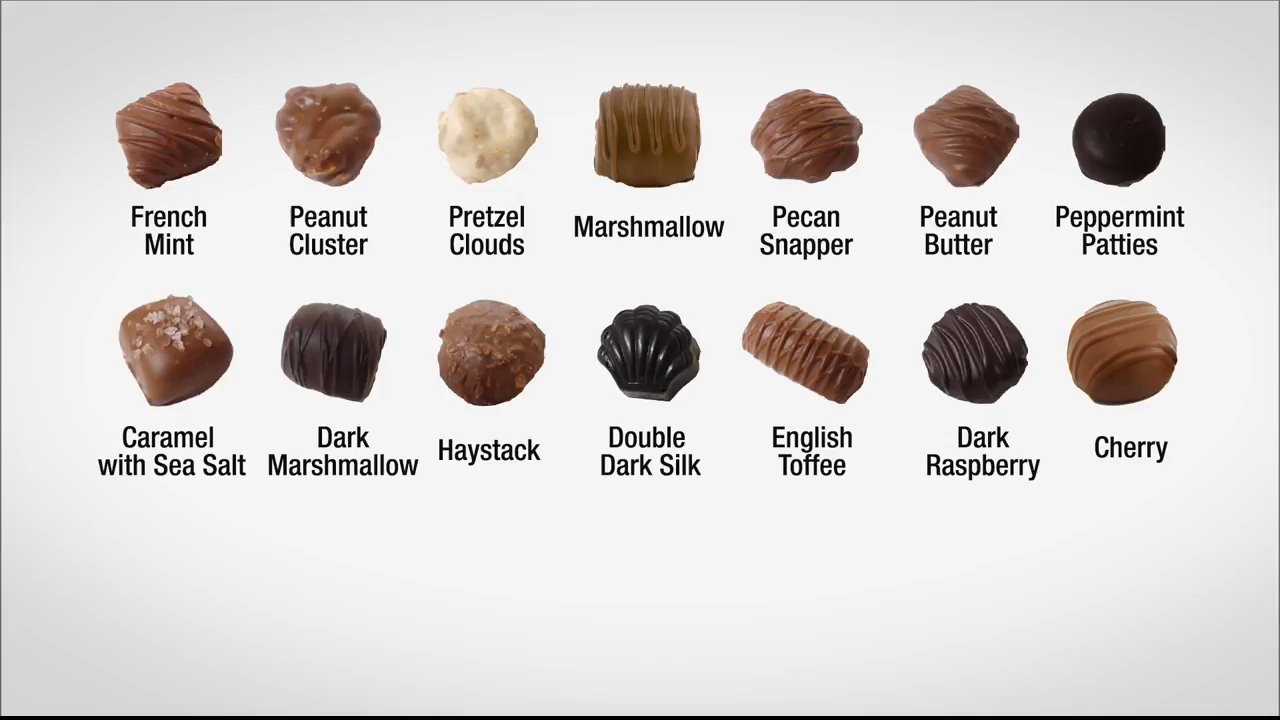 French
Mint
Peanut
Cluster
Pretzel
Clouds
Marshmallow
Pecan
Snapper
Peanut
Butter
Peppermint
Patties
Caramel
with Sea Salt
Dark
Marshmallow
Haystack
Double
Dark Silk
English
Toffee
Dark
Raspberry
Cherry